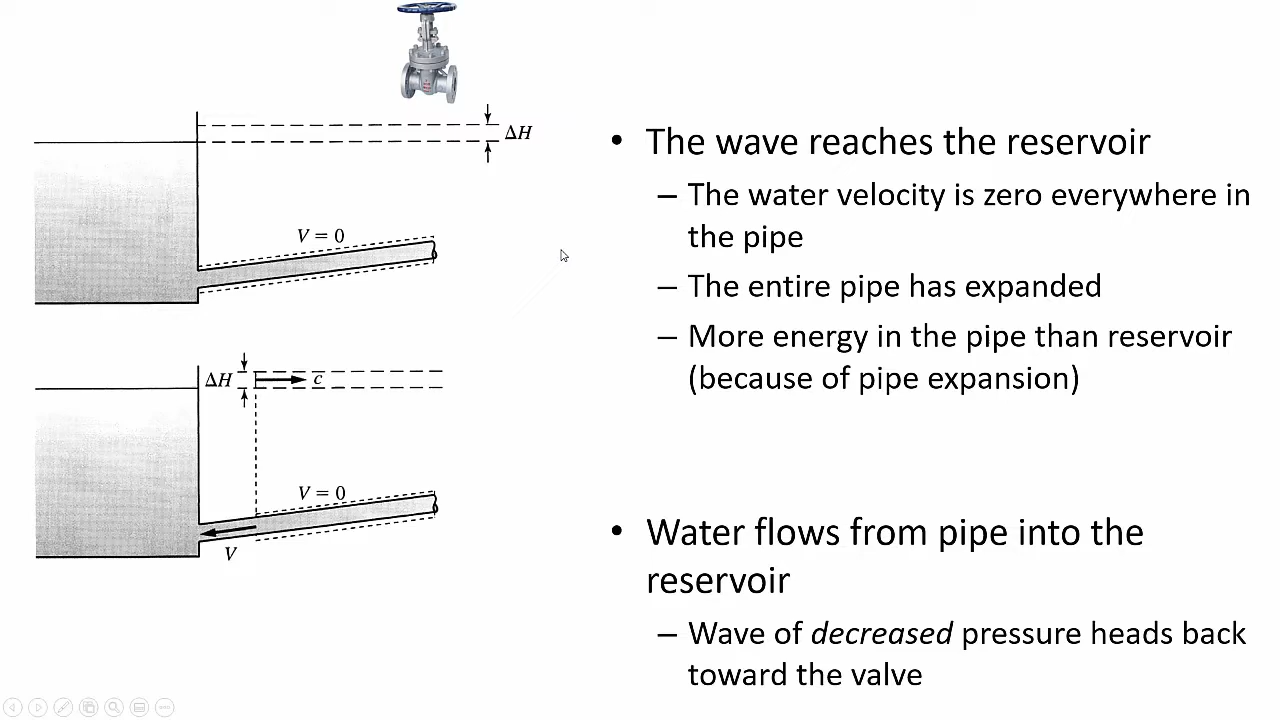 ΔH
V = 0
ΔH
c
V = 0
V
• The wave reaches the reservoir
– The water velocity is zero everywhere in
the pipe
– The entire pipe has expanded
– More energy in the pipe than reservoir
(because of pipe expansion)
• Water flows from pipe into the
reservoir
– Wave of decreased pressure heads back
toward the valve